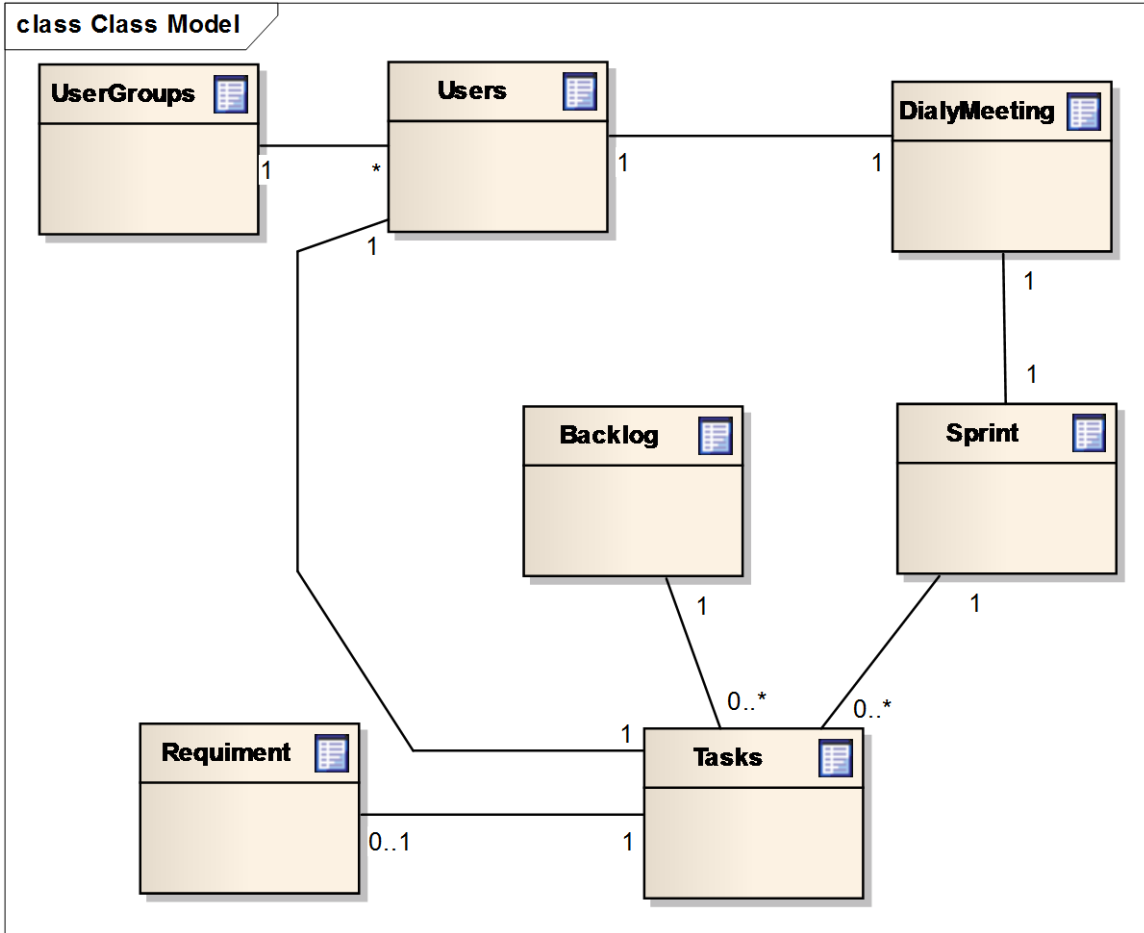 class Class Model
UserGroups
Users
DialyMeeting
1
*
1
1
1
1
1
Backlog
Sprint
1
1
0..*
0..*
Requiment
1
Tasks
0..1
1